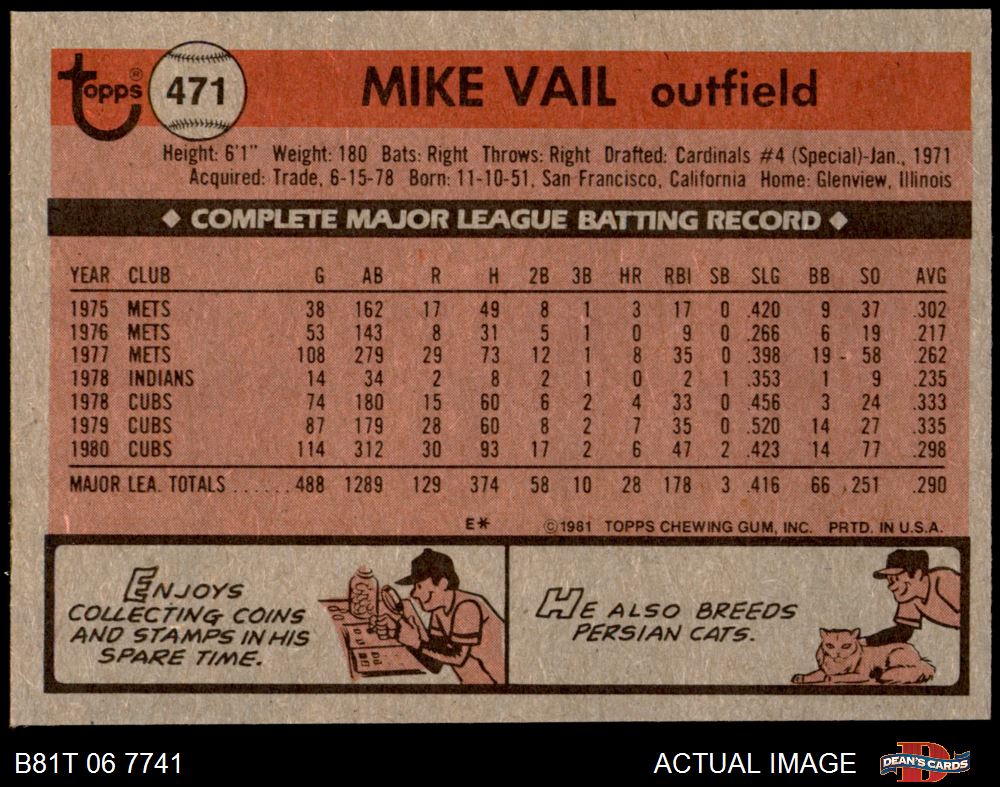 Topps® 471 MIKE VAIL outfield
Height: 6'1" Weight: 180 Bats: Right Throws: Right Drafted: Cardinals #4 (Special)-Jan., 1971
Acquired: Trade, 6-15-78 Born: 11-10-51, San Francisco, California Home: Glenview, Illinois
◆ COMPLETE MAJOR LEAGUE BATTING RECORD ◆
YEAR CLUB G AB R H 2B 3B HR RBI SB SLG BB SO AVG
1975 METS 38 162 17 49 8 1 3 17 0 .420 9 37 .302
1976 METS 53 143 8 31 5 1 0 9 0 .266 6 19 .217
1977 METS 108 279 29 73 12 1 8 35 0 .398 19 58 .262
1978 INDIANS 14 34 2 8 2 1 0 2 1 .353 1 9 .235
1978 CUBS 74 180 15 60 6 2 4 33 0 .456 3 24 .333
1979 CUBS 87 179 28 60 8 2 7 35 0 .520 14 27 .335
1980 CUBS 114 312 30 93 17 2 6 47 2 .423 14 77 .298
MAJOR LEA. TOTALS ...... 488 1289 129 374 58 10 28 178 3 .416 66 251 .290
E* ©1981 TOPPS CHEWING GUM, INC. PRTD. IN U.S.A.
ENJOYS
COLLECTING COINS
AND STAMPS IN HIS
SPARE TIME.
HE ALSO BREEDS
PERSIAN CATS.
B81T 06 7741 ACTUAL IMAGE D DEAN'S CARDS